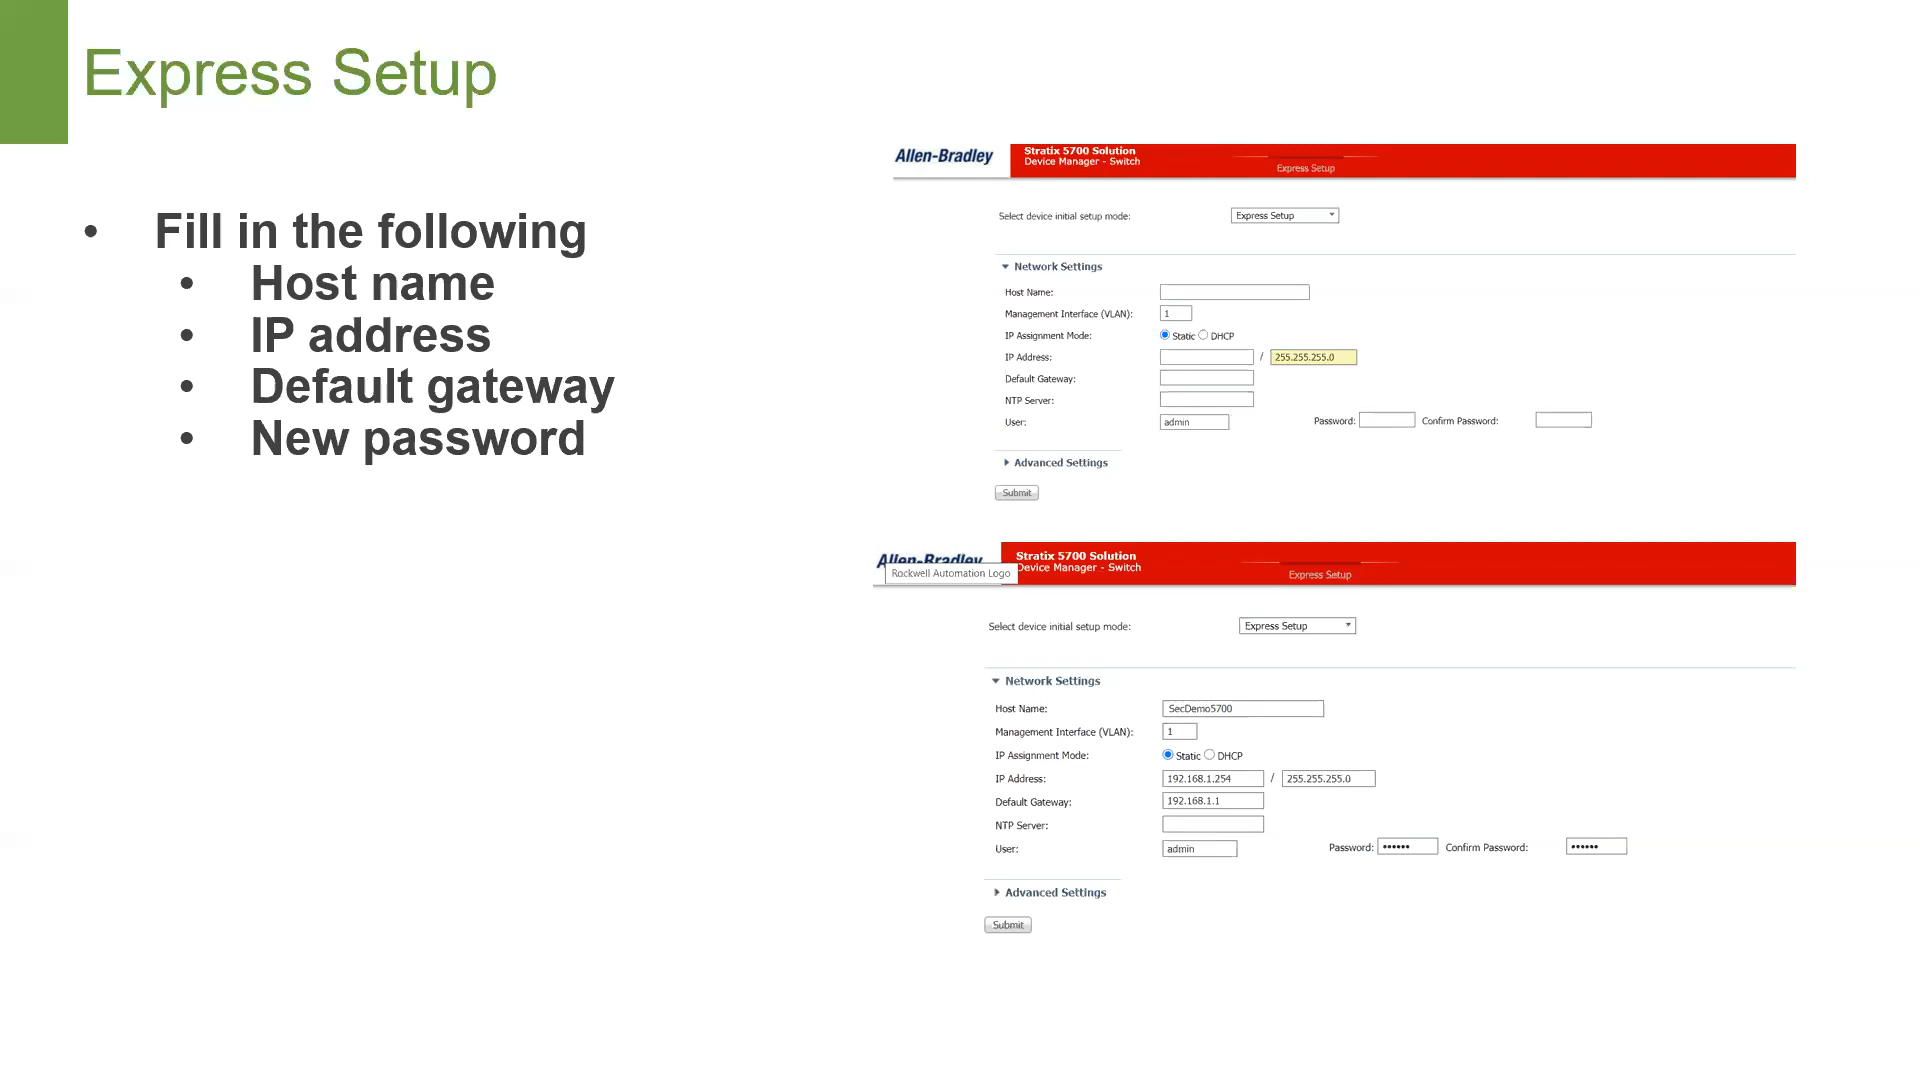 Express Setup
• Fill in the following
• Host name
• IP address
• Default gateway
• New password
Allen-Bradley
Stratix 5700 Solution
Device Manager - Switch
Express Setup
Select device initial setup mode: Express Setup
Network Settings
Host Name:
Management Interface (VLAN): 1
IP Assignment Mode: Static DHCP
IP Address: / 255.255.255.0
Default Gateway:
NTP Server:
User: admin Password: Confirm Password:
Advanced Settings
Submit
Allen-Bradley
Rockwell Automation Logo
Stratix 5700 Solution
Device Manager - Switch
Express Setup
Select device initial setup mode: Express Setup
Network Settings
Host Name: SecDemo5700
Management Interface (VLAN): 1
IP Assignment Mode: Static DHCP
IP Address: 192.168.1.254 / 255.255.255.0
Default Gateway: 192.168.1.1
NTP Server:
User: admin Password: •••••• Confirm Password: ••••••
Advanced Settings
Submit